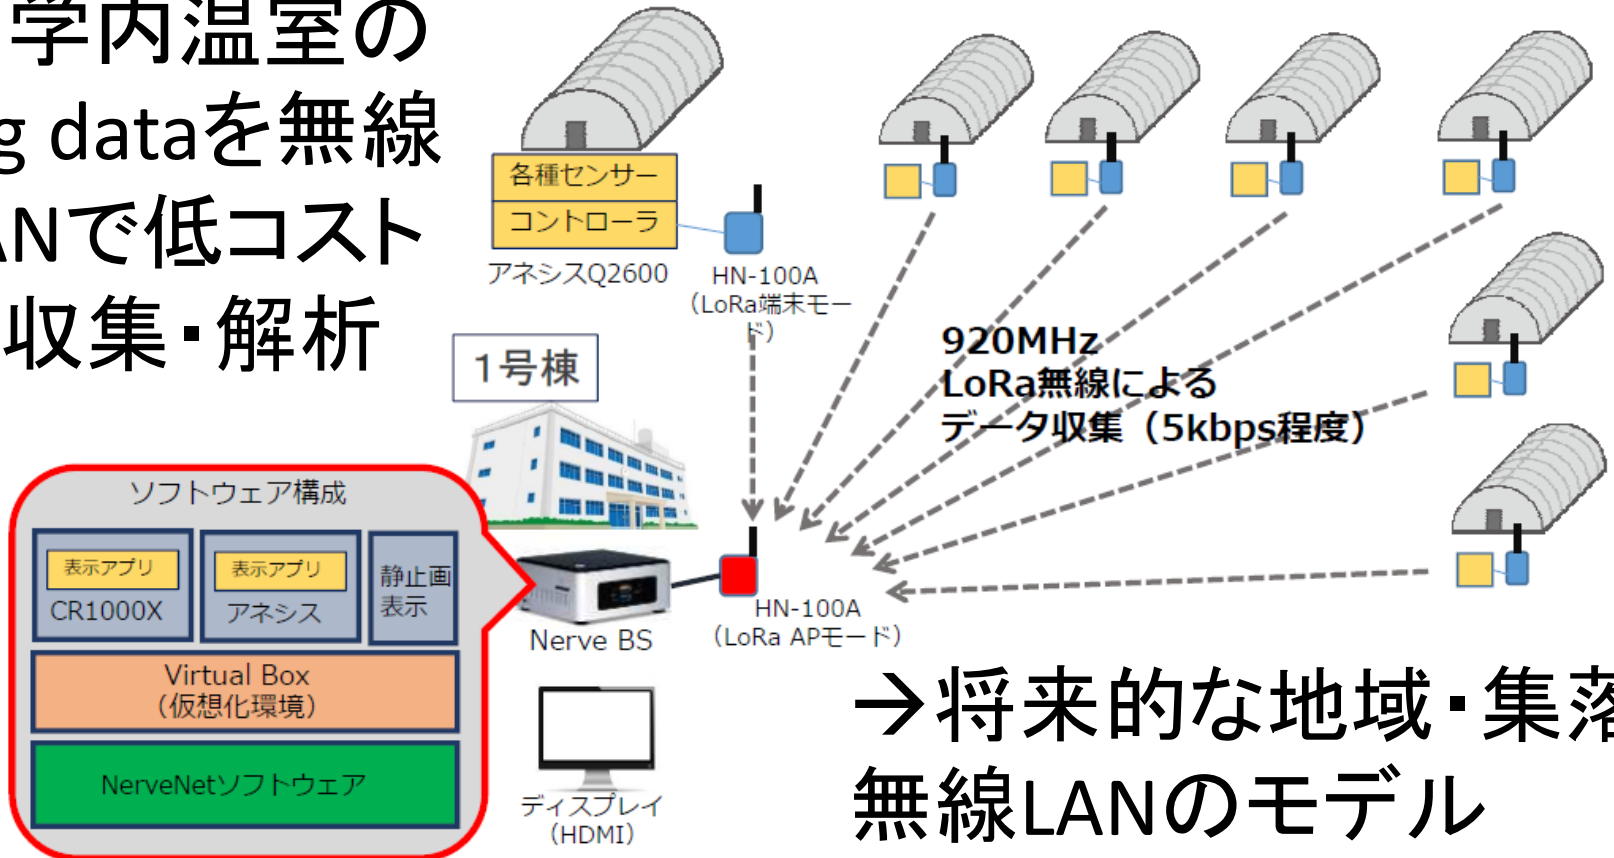 学内温室の
g dataを無線
ANで低コスト
収集・解析
各種センサー
コントローラ
アネシスQ2600
HN-100A
（LoRa端末モー
ド）
1号棟
920MHz
LoRa無線による
データ収集（5kbps程度）
ソフトウェア構成
表示アプリ
CR1000X
表示アプリ
アネシス
静止画
表示
Virtual Box
（仮想化環境）
NerveNetソフトウェア
Nerve BS
HN-100A
（LoRa APモード）
ディスプレイ
（HDMI）
→将来的な地域・集落
無線LANのモデル